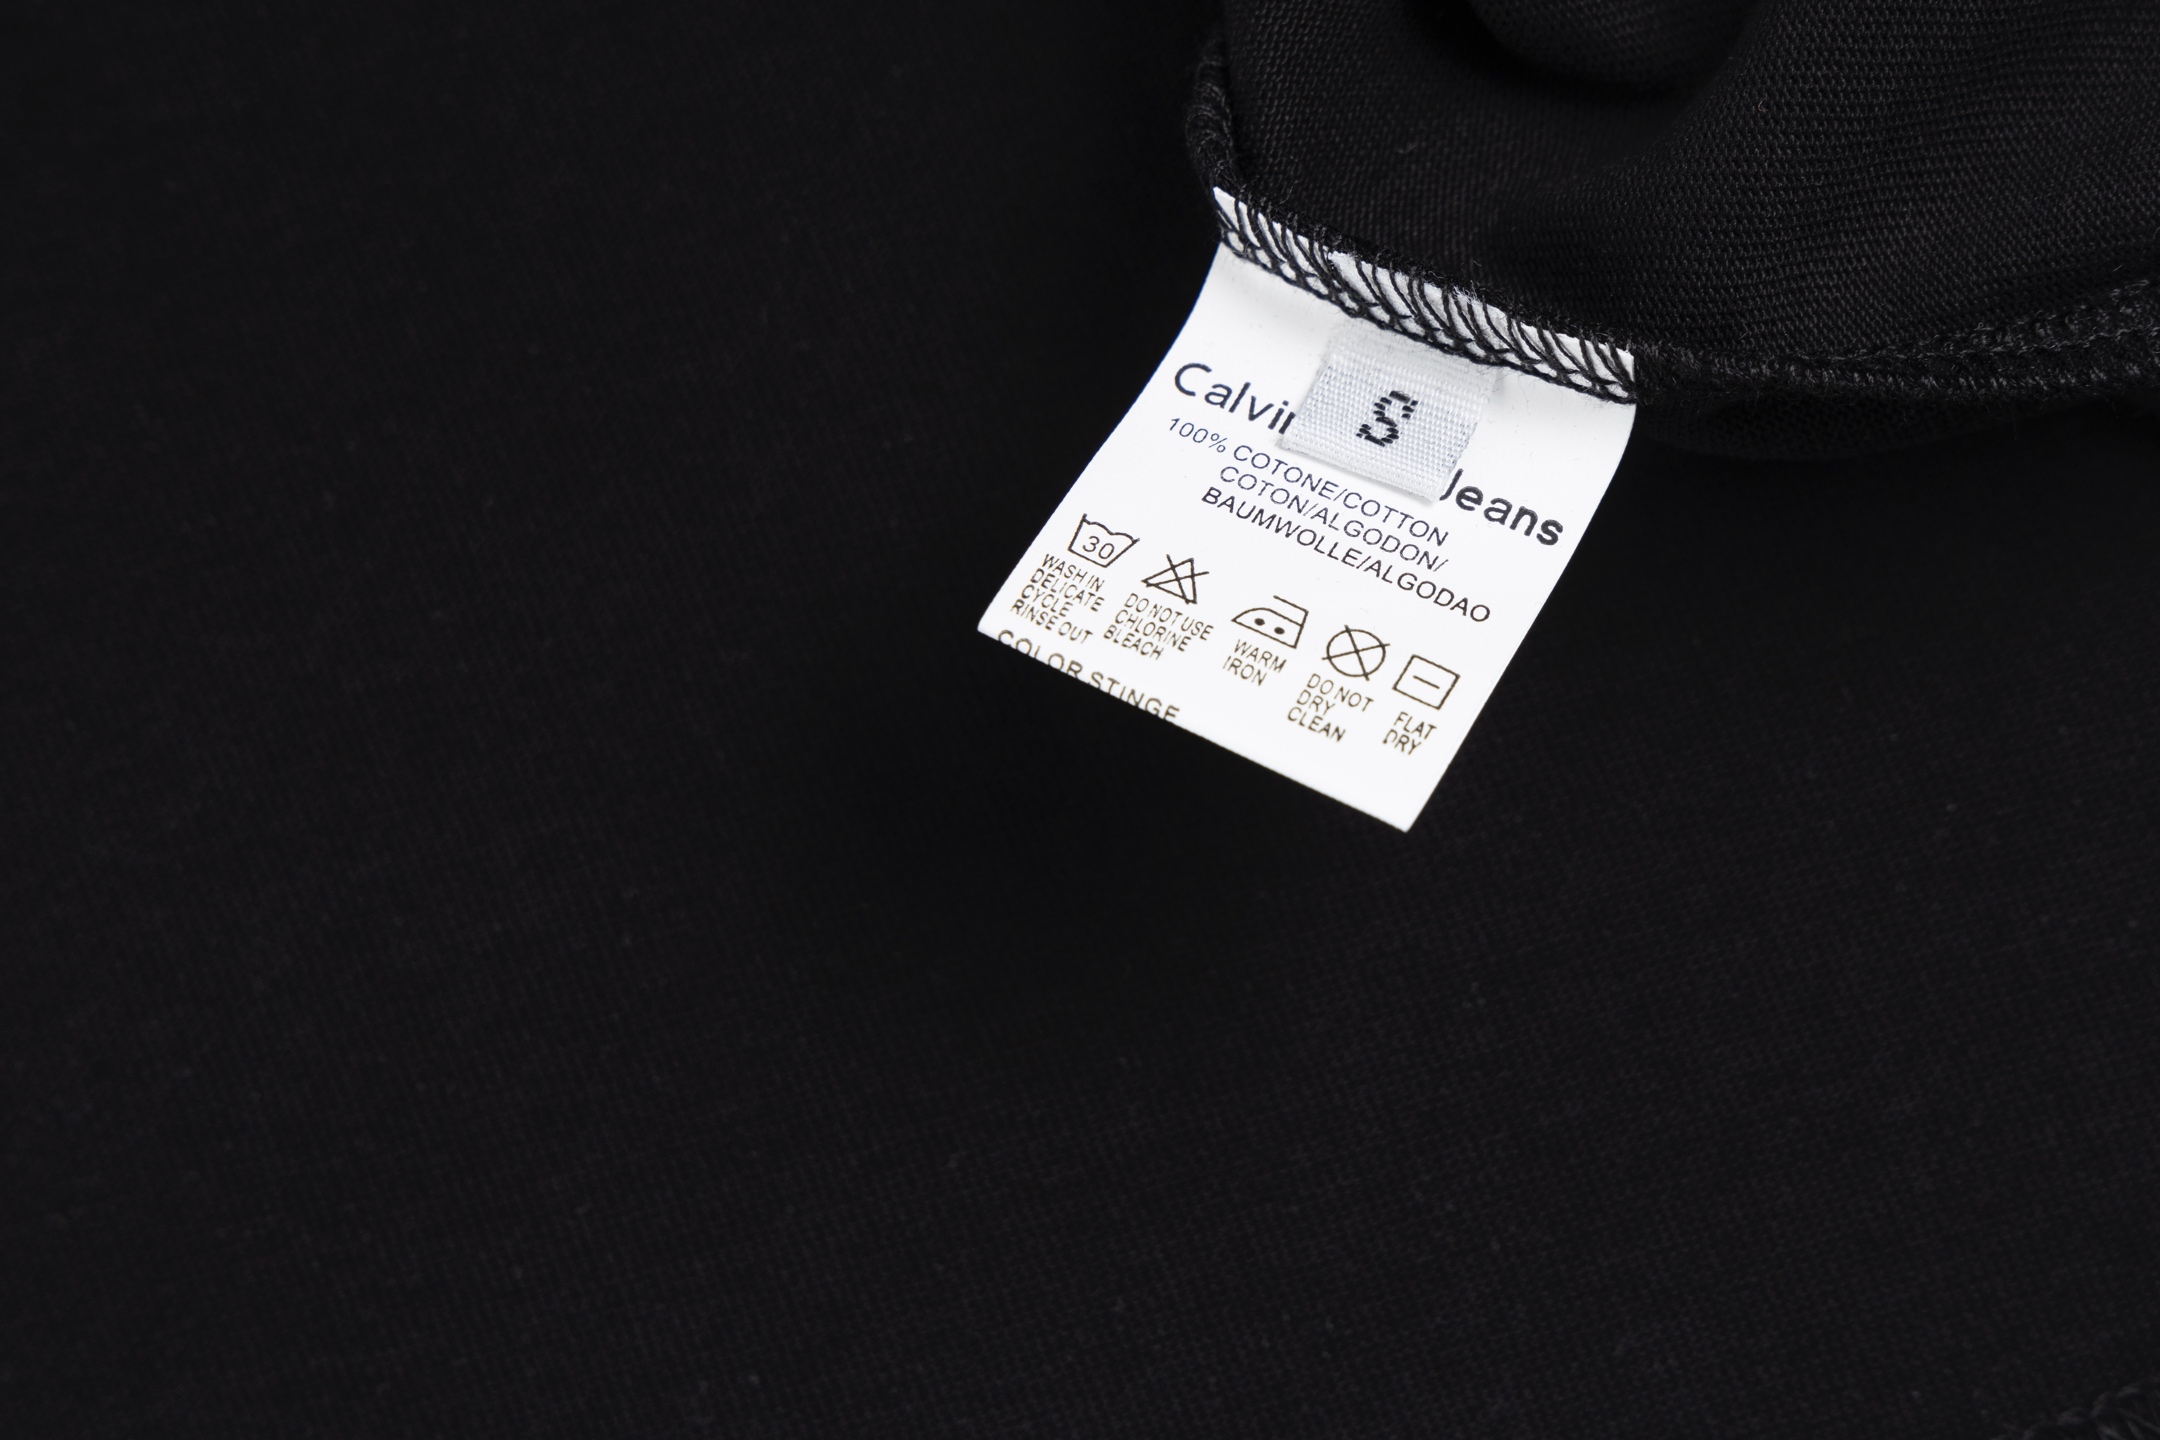 S
Calvin Jeans
100% COTONE/COTTON
COTON/ALGODON/
BAUMWOLLE/ALGODAO
30
WASH IN
DELICATE
CYCLE
RINSE OUT
DO NOT USE
CHLORINE
BLEACH
WARM
IRON
DO NOT
DRY
CLEAN
FLAT
DRY
COLOR STINGE